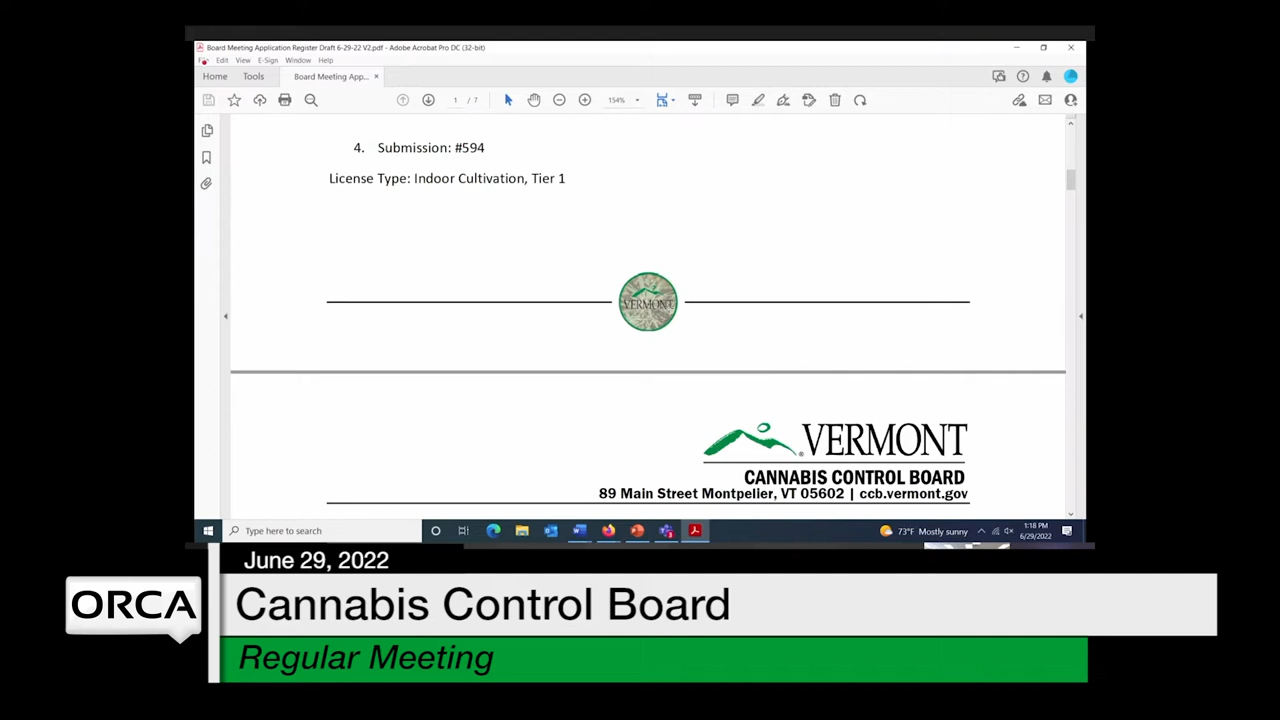 Board Meeting Application Register Draft 6-29-22 V2.pdf - Adobe Acrobat Pro DC (32-bit)
Edit View E-Sign Window Help
Home Tools Board Meeting App... ×
1 / 7 154%
4. Submission: #594
License Type: Indoor Cultivation, Tier 1
VERMONT
VERMONT
CANNABIS CONTROL BOARD
89 Main Street Montpelier, VT 05602 | ccb.vermont.gov
Type here to search
73°F Mostly sunny
1:18 PM
6/29/2022
June 29, 2022
ORCA
Cannabis Control Board
Regular Meeting